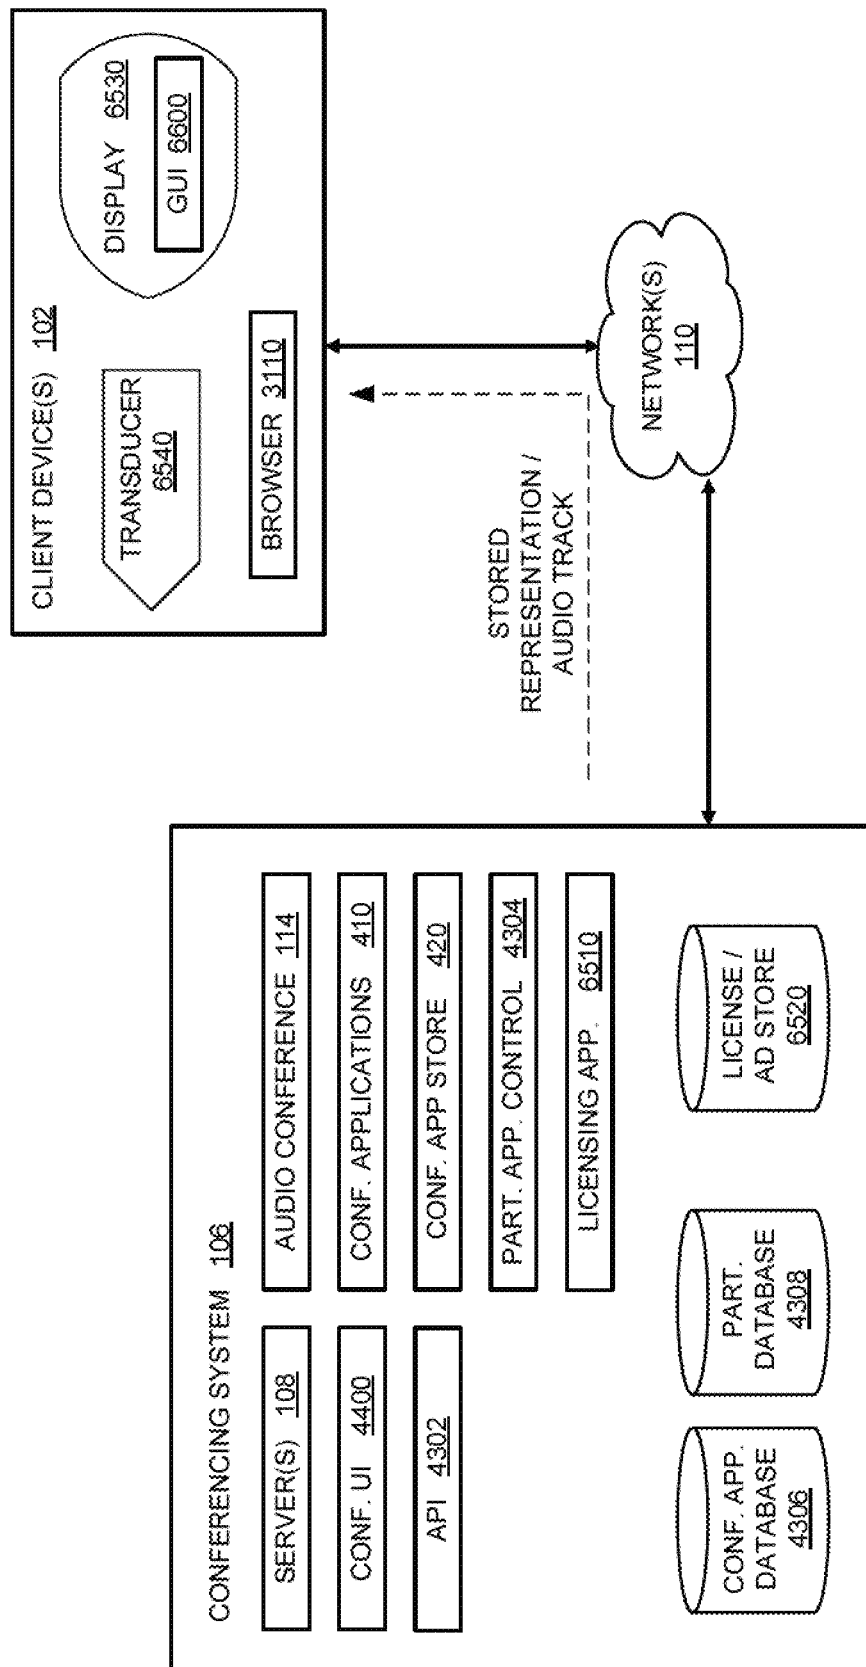 CLIENT DEVICE(S) 102
TRANSDUCER
6540
DISPLAY 6530
GUI 6600
BROWSER 3110
STORED
REPRESENTATION /
AUDIO TRACK
NETWORK(S)
110
CONFERENCING SYSTEM 106
SERVER(S) 108
AUDIO CONFERENCE 114
CONF. UI 4400
CONF. APPLICATIONS 410
API 4302
CONF. APP STORE 420
PART. APP. CONTROL 4304
LICENSING APP. 6510
CONF. APP.
DATABASE
4306
PART.
DATABASE
4308
LICENSE /
AD STORE
6520